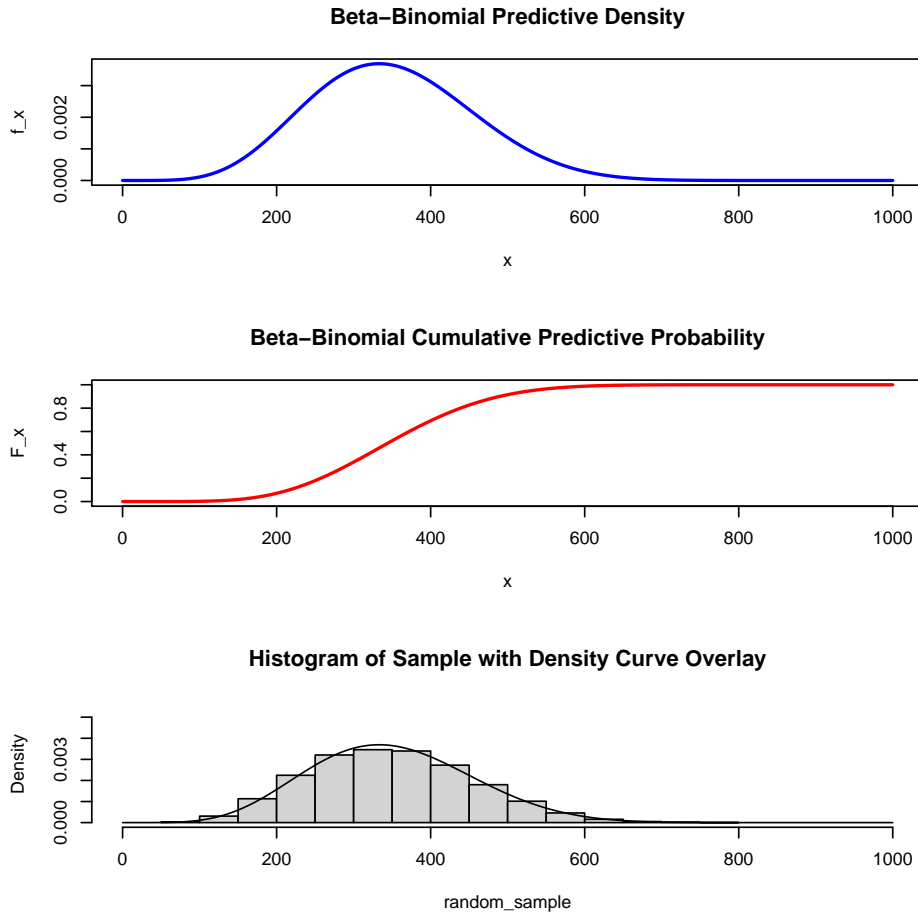 Beta−Binomial Predictive Density
f_x
0.000 0.002
0 200 400 600 800 1000
x
Beta−Binomial Cumulative Predictive Probability
F_x
0.0 0.4 0.8
0 200 400 600 800 1000
x
Histogram of Sample with Density Curve Overlay
Density
0.000 0.003
0 200 400 600 800 1000
random_sample